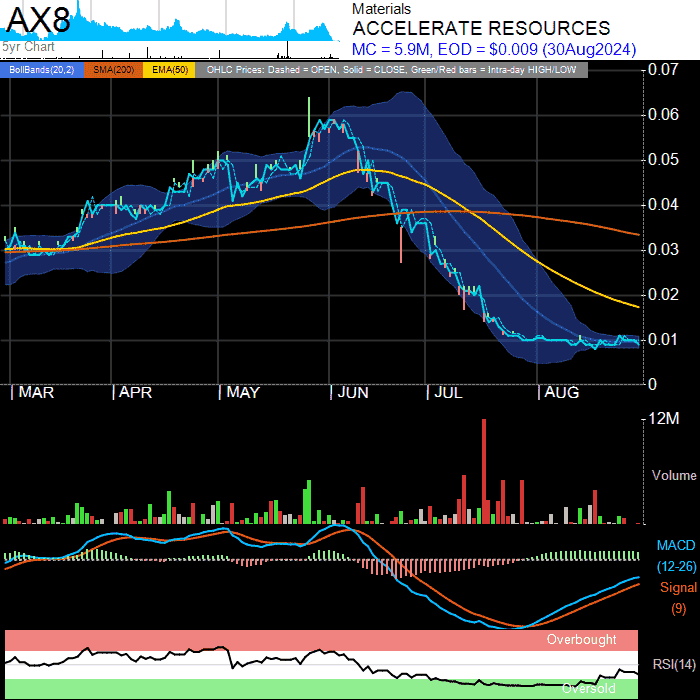 AX8
5yr Chart
Materials
ACCELERATE RESOURCES
MC = 5.9M, EOD = $0.009 (30Aug2024)
BollBands(20,2) SMA(200) EMA(50) OHLC Prices: Dashed = OPEN, Solid = CLOSE, Green/Red bars = Intra-day HIGH/LOW
0.07
0.06
0.05
0.04
0.03
0.02
0.01
0
MAR APR MAY JUN JUL AUG
12M
Volume
MACD
(12-26)
Signal
(9)
Overbought
RSI(14)
Oversold